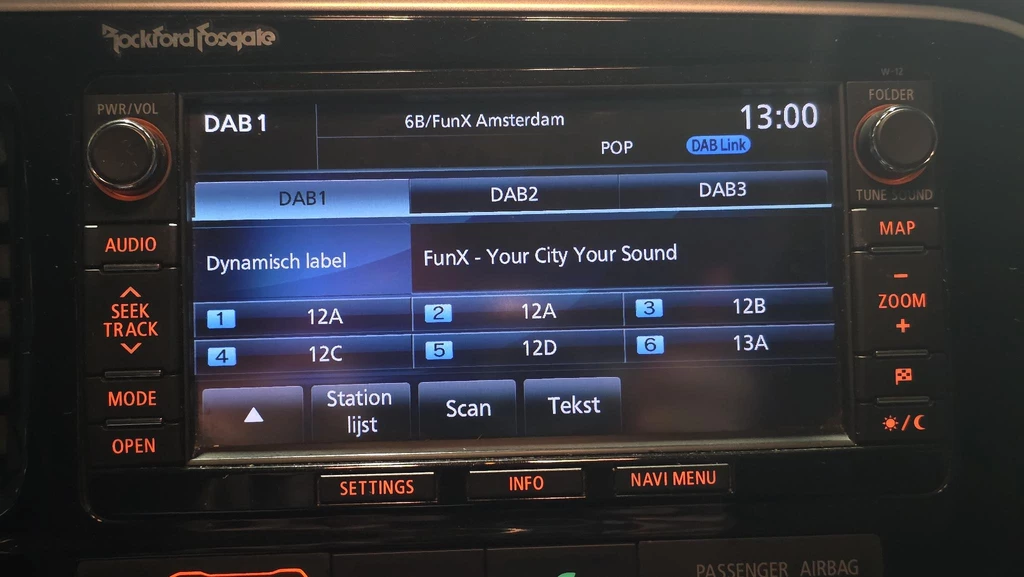 Rockford Fosgate
W-12
PWR/VOL
FOLDER
DAB 1
6B/FunX Amsterdam
13:00
POP
DAB Link
TUNE SOUND
DAB1
DAB2
DAB3
AUDIO
MAP
Dynamisch label
FunX - Your City Your Sound
SEEK
TRACK
ZOOM
1 12A
2 12A
3 12B
4 12C
5 12D
6 13A
MODE
Station
lijst
Scan
Tekst
OPEN
SETTINGS
INFO
NAVI MENU
PASSENGER AIRBAG